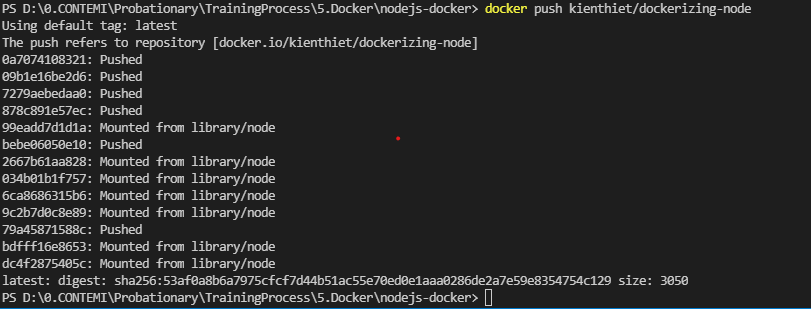 PS D:\0.CONTEMI\Probationary\TrainingProcess\5.Docker\nodejs-docker> docker push kienthiet/dockerizing-node
Using default tag: latest
The push refers to repository [docker.io/kienthiet/dockerizing-node]
0a7074108321: Pushed
09b1e16be2d6: Pushed
7279aebedaa0: Pushed
878c891e57ec: Pushed
99eadd7d1d1a: Mounted from library/node
bebe06050e10: Pushed
2667b61aa828: Mounted from library/node
034b01b1f757: Mounted from library/node
6ca8686315b6: Mounted from library/node
9c2b7d0c8e89: Mounted from library/node
79a45871588c: Pushed
bdfff16e8653: Mounted from library/node
dc4f2875405c: Mounted from library/node
latest: digest: sha256:53af0a8b6a7975cfcf7d44b51ac55e70ed0e1aaa0286de2a7e59e8354754c129 size: 3050
PS D:\0.CONTEMI\Probationary\TrainingProcess\5.Docker\nodejs-docker>